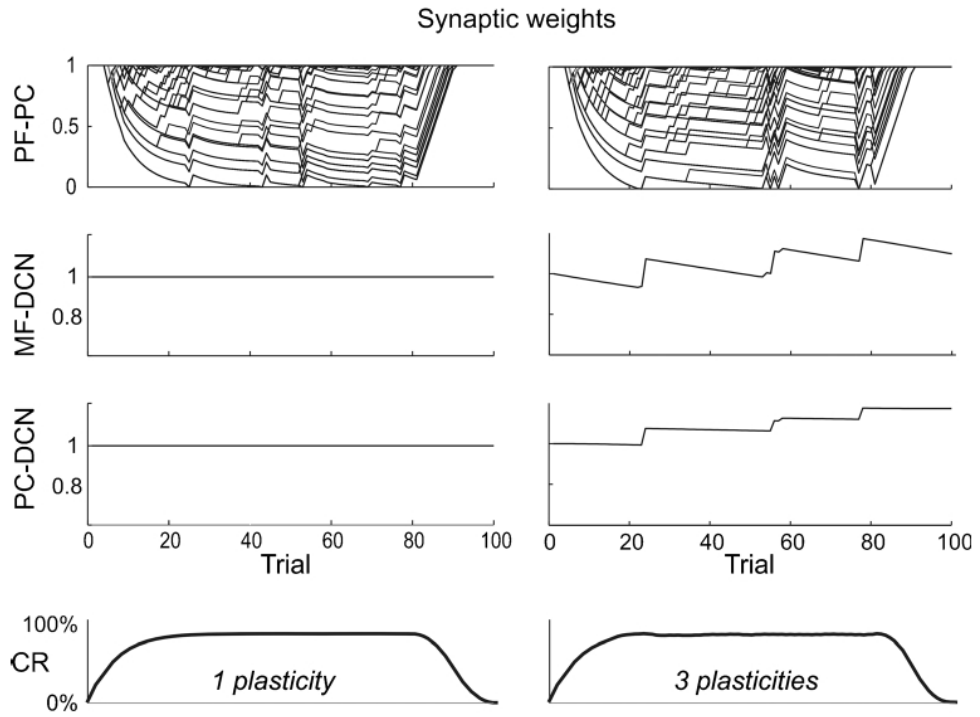 Synaptic weights
PF-PC
1
0.5
0
MF-DCN
1
0.8
PC-DCN
1
0.8
0 20 40 60 80 100
Trial
0 20 40 60 80 100
Trial
CR
100%
0%
1 plasticity
3 plasticities